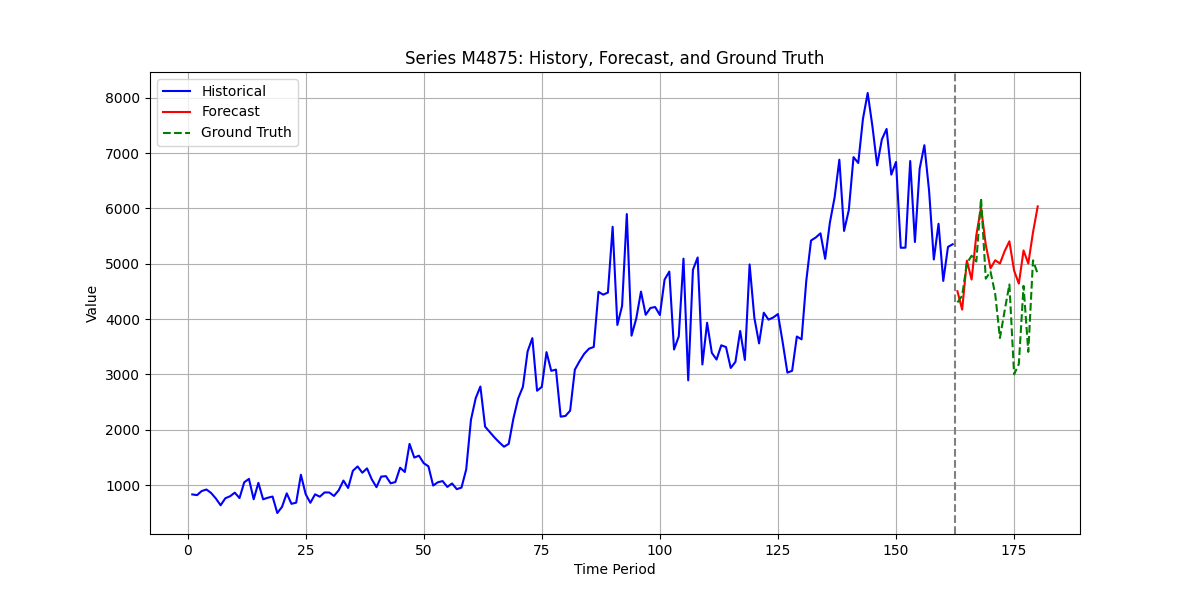 Series M4875: History, Forecast, and Ground Truth
Historical
Forecast
Ground Truth
8000
7000
6000
5000
4000
3000
2000
1000
Value
0 25 50 75 100 125 150 175
Time Period